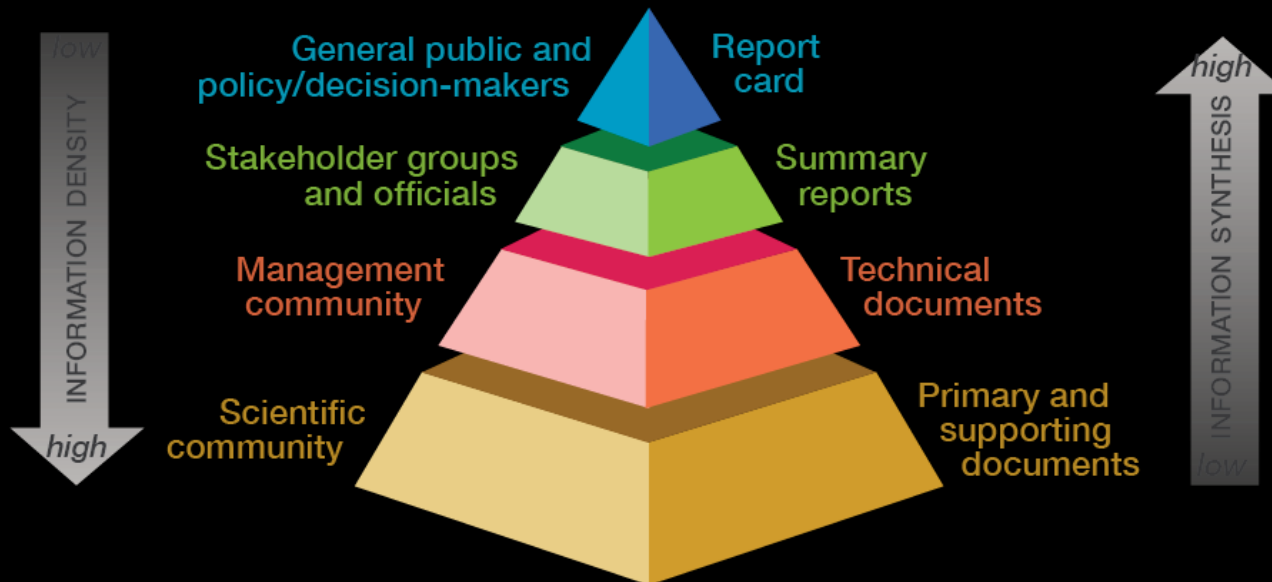 low
INFORMATION DENSITY
high
General public and
policy/decision-makers
Report
card
Stakeholder groups
and officials
Summary
reports
Management
community
Technical
documents
Scientific
community
Primary and
supporting
documents
high
INFORMATION SYNTHESIS
low